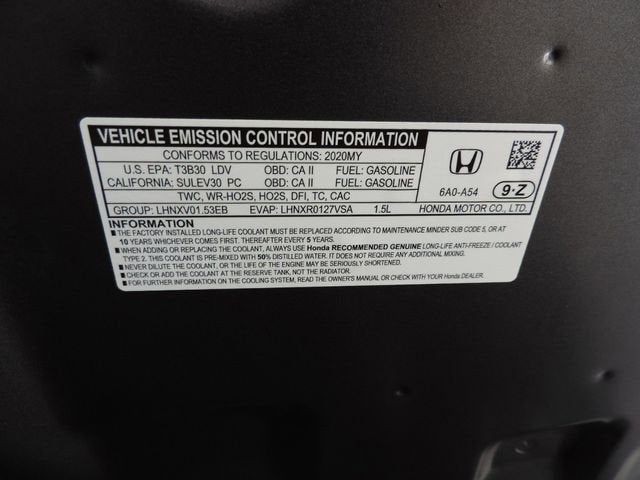 VEHICLE EMISSION CONTROL INFORMATION
CONFORMS TO REGULATIONS: 2020MY
U.S. EPA: T3B30 LDV OBD: CA II FUEL: GASOLINE
CALIFORNIA: SULEV30 PC OBD: CA II FUEL: GASOLINE
TWC, WR-HO2S, HO2S, DFI, TC, CAC
6A0-A54
9·Z
GROUP: LHNXV01.53EB EVAP: LHNXR0127VSA 1.5L HONDA MOTOR CO., LTD.
INFORMATION
■ THE FACTORY COOLANT MUST BE REPLACED ACCORDING TO MAINTENANCE MINDER SUB CODE 5, OR AT
10 YEARS WHICHEVER COMES FIRST. THEREAFTER EVERY 5 YEARS.
■ WHEN ADDING OR REPLACING THE COOLANT, ALWAYS USE Honda RECOMMENDED GENUINE LONG-LIFE ANTI-FREEZE / COOLANT
TYPE 2. THIS COOLANT IS PRE-MIXED WITH 50% DISTILLED WATER. IT DOES NOT REQUIRE ANY ADDITIONAL MIXING.
■ NEVER DILUTE THE COOLANT, OR THE LIFE OF THE ENGINE MAY BE SERIOUSLY SHORTENED.
■ CHECK OR ADD THE COOLANT AT THE RESERVE TANK, NOT THE RADIATOR.
■ FOR FURTHER INFORMATION ON THE COOLING SYSTEM, READ THE OWNER'S MANUAL OR CHECK WITH YOUR Honda DEALER.